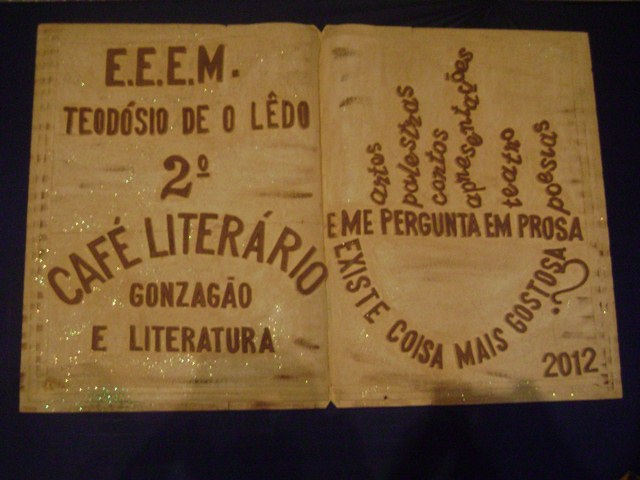 E.E.E.M.
TEODÓSIO DE O LÊDO
2º
CAFÉ LITERÁRIO
GONZAGÃO
E LITERATURA
artes
palestras
contos
apresentações
teatro
poesias
E ME PERGUNTA EM PROSA
EXISTE COISA MAIS GOSTOSA?
2012